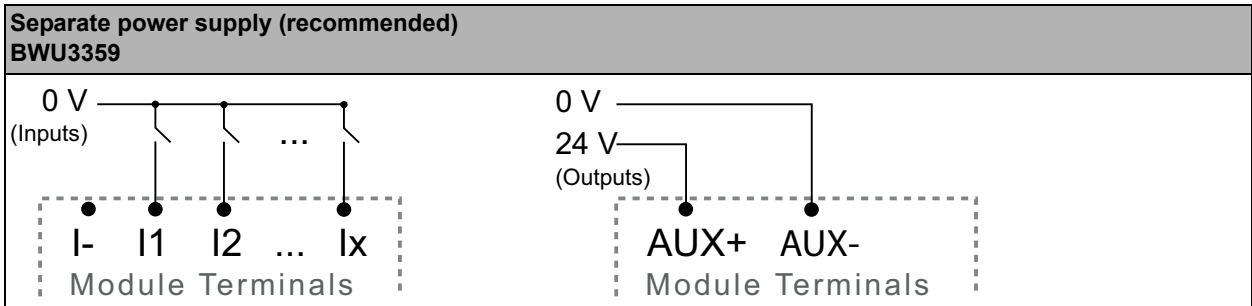 Separate power supply (recommended)
BWU3359
0 V
(Inputs)
...
I- I1 I2 ... Ix
Module Terminals
0 V
24 V
(Outputs)
AUX+ AUX-
Module Terminals